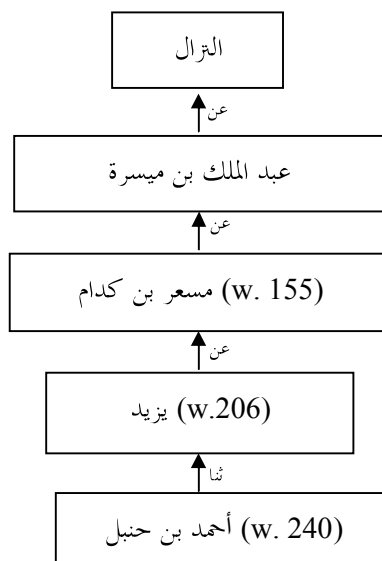 النزال
عن
عبد الملك بن ميسرة
عن
مسعر بن كدام (w. 155)
عن
يزيد (w.206)
ثنا
أحمد بن حنبل (w. 240)